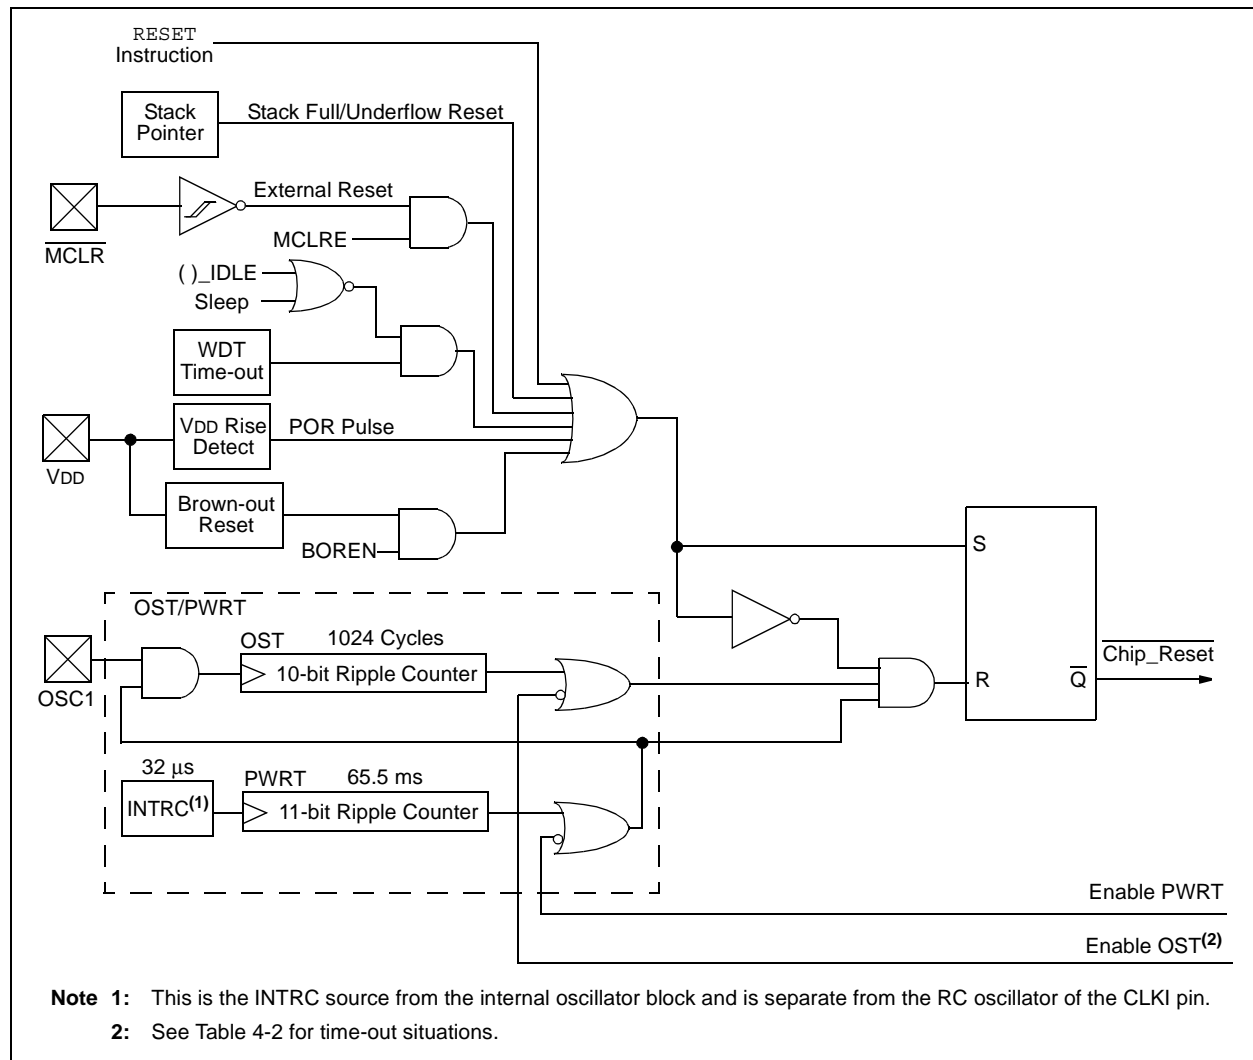 RESET
Instruction
Stack
Pointer
Stack Full/Underflow Reset
External Reset
MCLR
MCLRE
( )_IDLE
Sleep
WDT
Time-out
VDD Rise
Detect
POR Pulse
VDD
Brown-out
Reset
BOREN
S
OST/PWRT
OST
1024 Cycles
10-bit Ripple Counter
OSC1
R
Q
Chip_Reset
32 μs
INTRC(1)
PWRT
65.5 ms
11-bit Ripple Counter
Enable PWRT
Enable OST(2)
Note 1: This is the INTRC source from the internal oscillator block and is separate from the RC oscillator of the CLKI pin.
2: See Table 4-2 for time-out situations.